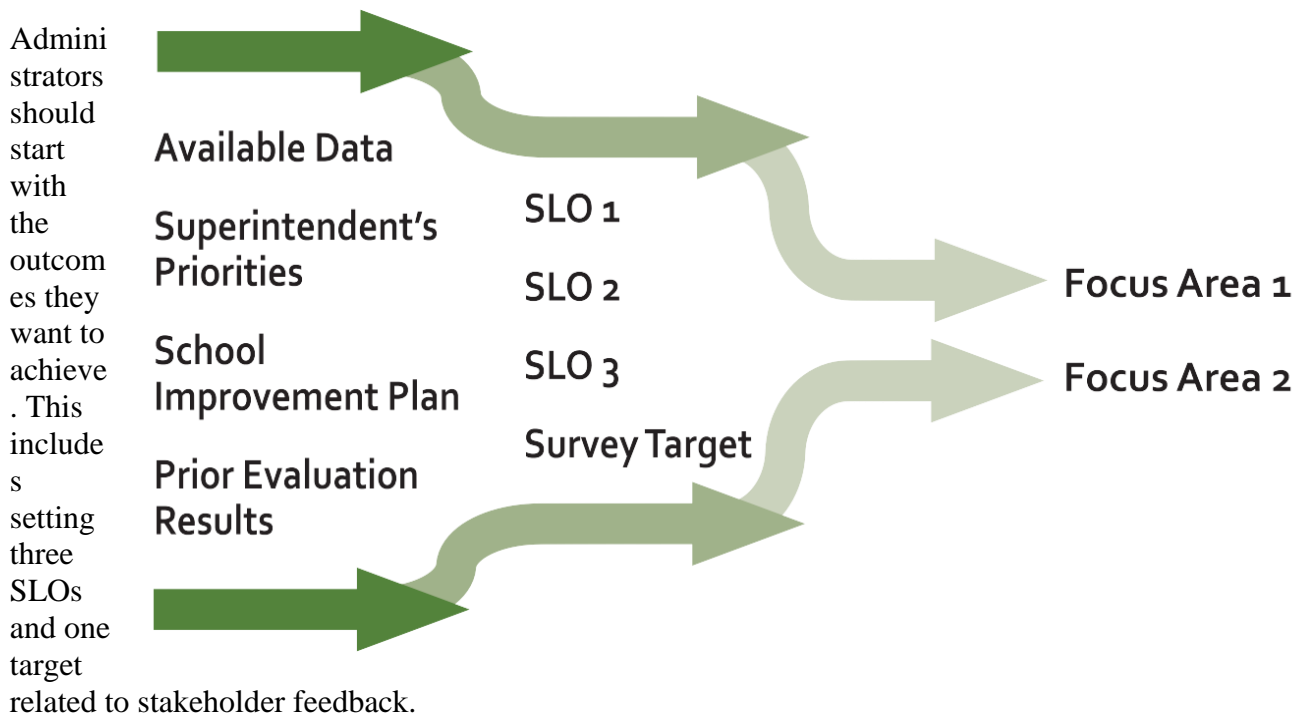 Admini
strators
should
start
with
the
outcom
es they
want to
achieve
. This
include
s
setting
three
SLOs
and one
target
related to stakeholder feedback.
Available Data
Superintendent's
Priorities
School
Improvement Plan
Prior Evaluation
Results
SLO 1
SLO 2
SLO 3
Survey Target
Focus Area 1
Focus Area 2